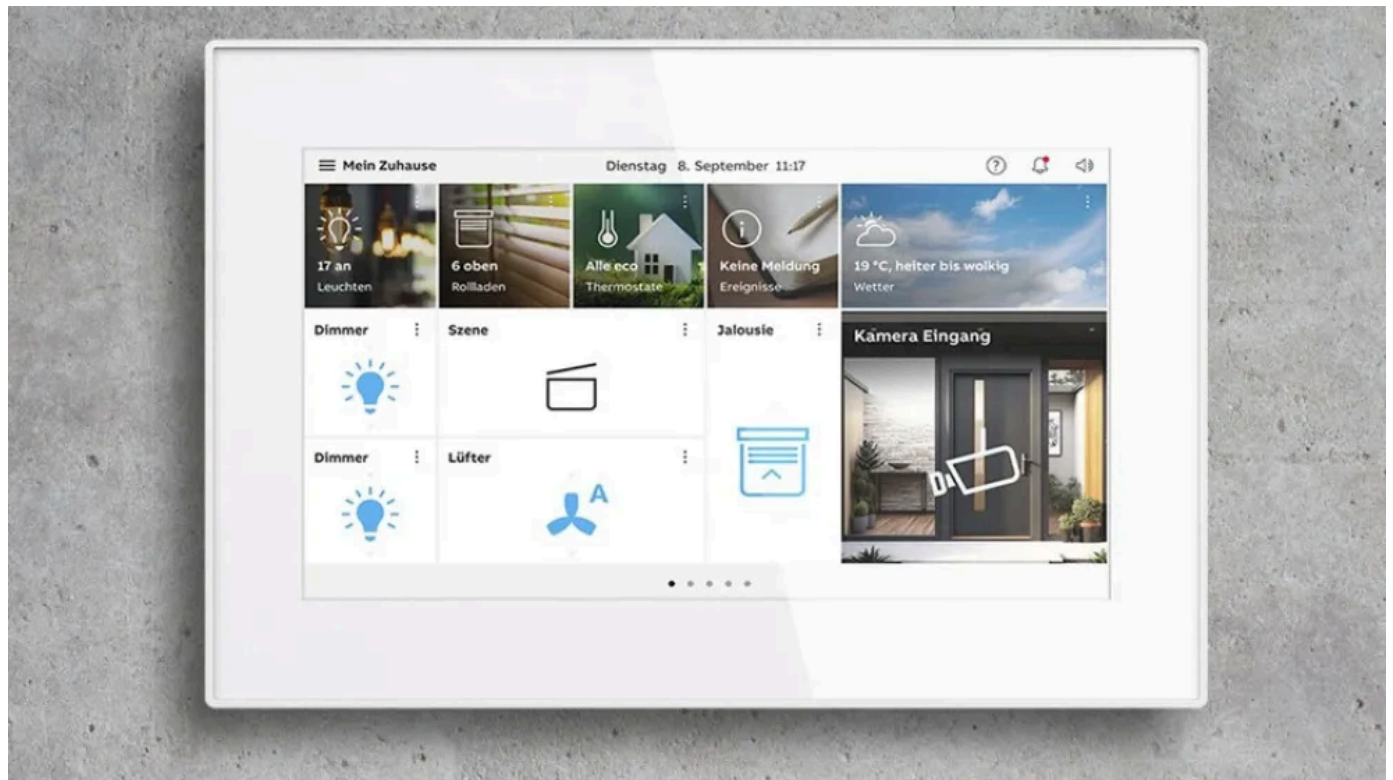 Mein Zuhause
Dienstag 8. September 11:17
17 an
Leuchten
6 oben
Rollladen
Alle eco
Thermostate
Keine Meldung
Ereignisse
19 °C, heiter bis wolkig
Wetter
Dimmer
Szene
Jalousie
Kamera Eingang
Dimmer
Lüfter
A